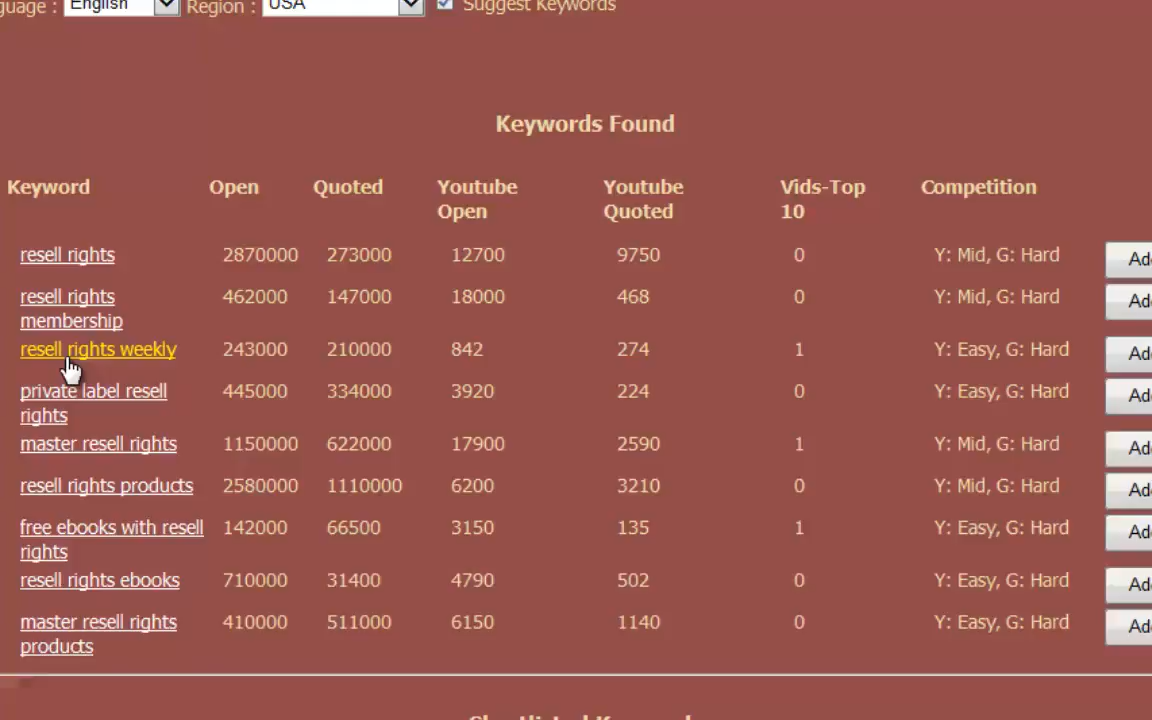 guage : English Region : USA Suggest Keywords
Keywords Found
Keyword Open Quoted Youtube Open Youtube Quoted Vids-Top 10 Competition
resell rights 2870000 273000 12700 9750 0 Y: Mid, G: Hard Ad
resell rights membership 462000 147000 18000 468 0 Y: Mid, G: Hard Ad
resell rights weekly 243000 210000 842 274 1 Y: Easy, G: Hard Ad
private label resell rights 445000 334000 3920 224 0 Y: Easy, G: Hard Ad
master resell rights 1150000 622000 17900 2590 1 Y: Mid, G: Hard Ad
resell rights products 2580000 1110000 6200 3210 0 Y: Mid, G: Hard Ad
free ebooks with resell rights 142000 66500 3150 135 1 Y: Easy, G: Hard Ad
resell rights ebooks 710000 31400 4790 502 0 Y: Easy, G: Hard Ad
master resell rights products 410000 511000 6150 1140 0 Y: Easy, G: Hard Ad